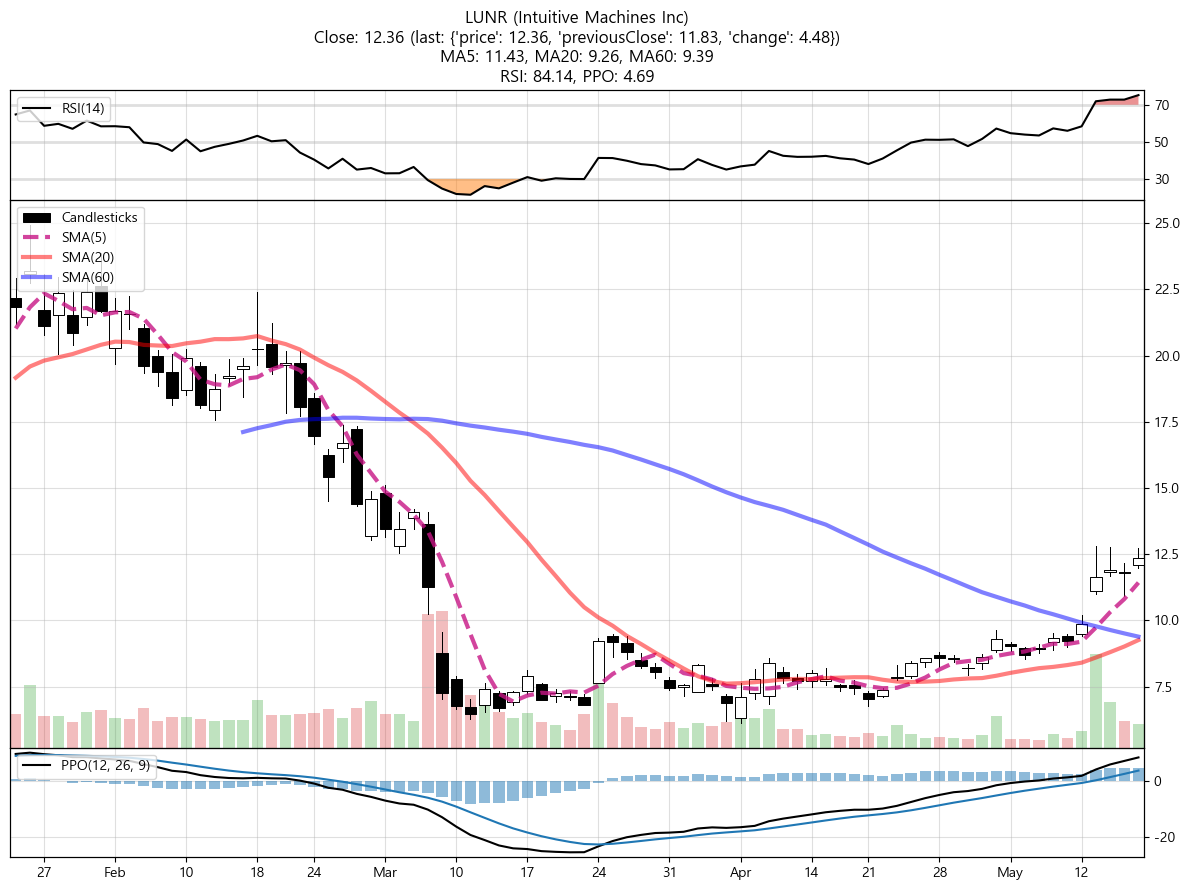 LUNR (Intuitive Machines Inc)
Close: 12.36 (last: {'price': 12.36, 'previousClose': 11.83, 'change': 4.48})
MA5: 11.43, MA20: 9.26, MA60: 9.39
RSI: 84.14, PPO: 4.69
RSI(14)
70
50
30
Candlesticks
SMA(5)
SMA(20)
SMA(60)
25.0
22.5
20.0
17.5
15.0
12.5
10.0
7.5
PPO(12, 26, 9)
0
-20
27 Feb 10 18 24 Mar 10 17 24 31 Apr 14 21 28 May 12